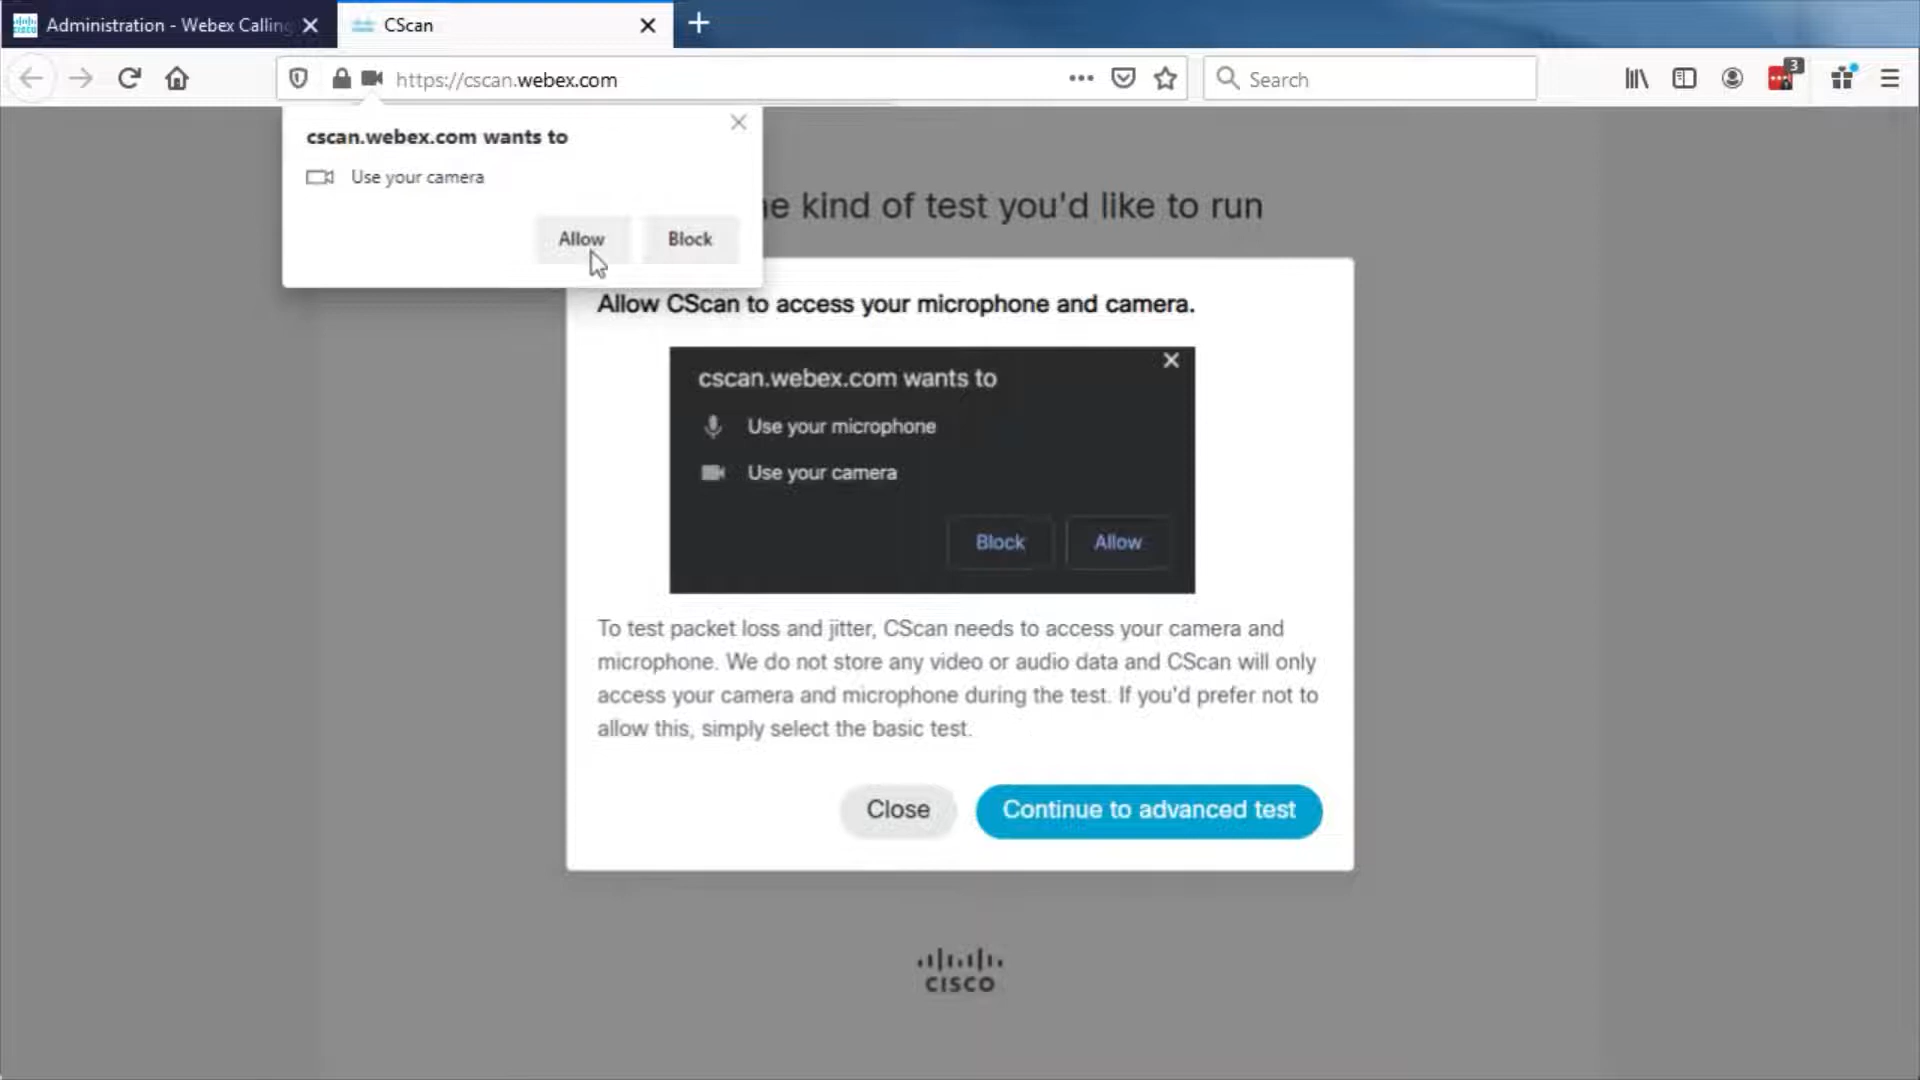 Administration - Webex Calling
CScan
https://cscan.webex.com
Search
3
cscan.webex.com wants to
Use your camera
Allow
Block
e kind of test you'd like to run
Allow CScan to access your microphone and camera.
cscan.webex.com wants to
Use your microphone
Use your camera
Block
Allow
To test packet loss and jitter, CScan needs to access your camera and
microphone. We do not store any video or audio data and CScan will only
access your camera and microphone during the test. If you'd prefer not to
allow this, simply select the basic test.
Close
Continue to advanced test
CISCO